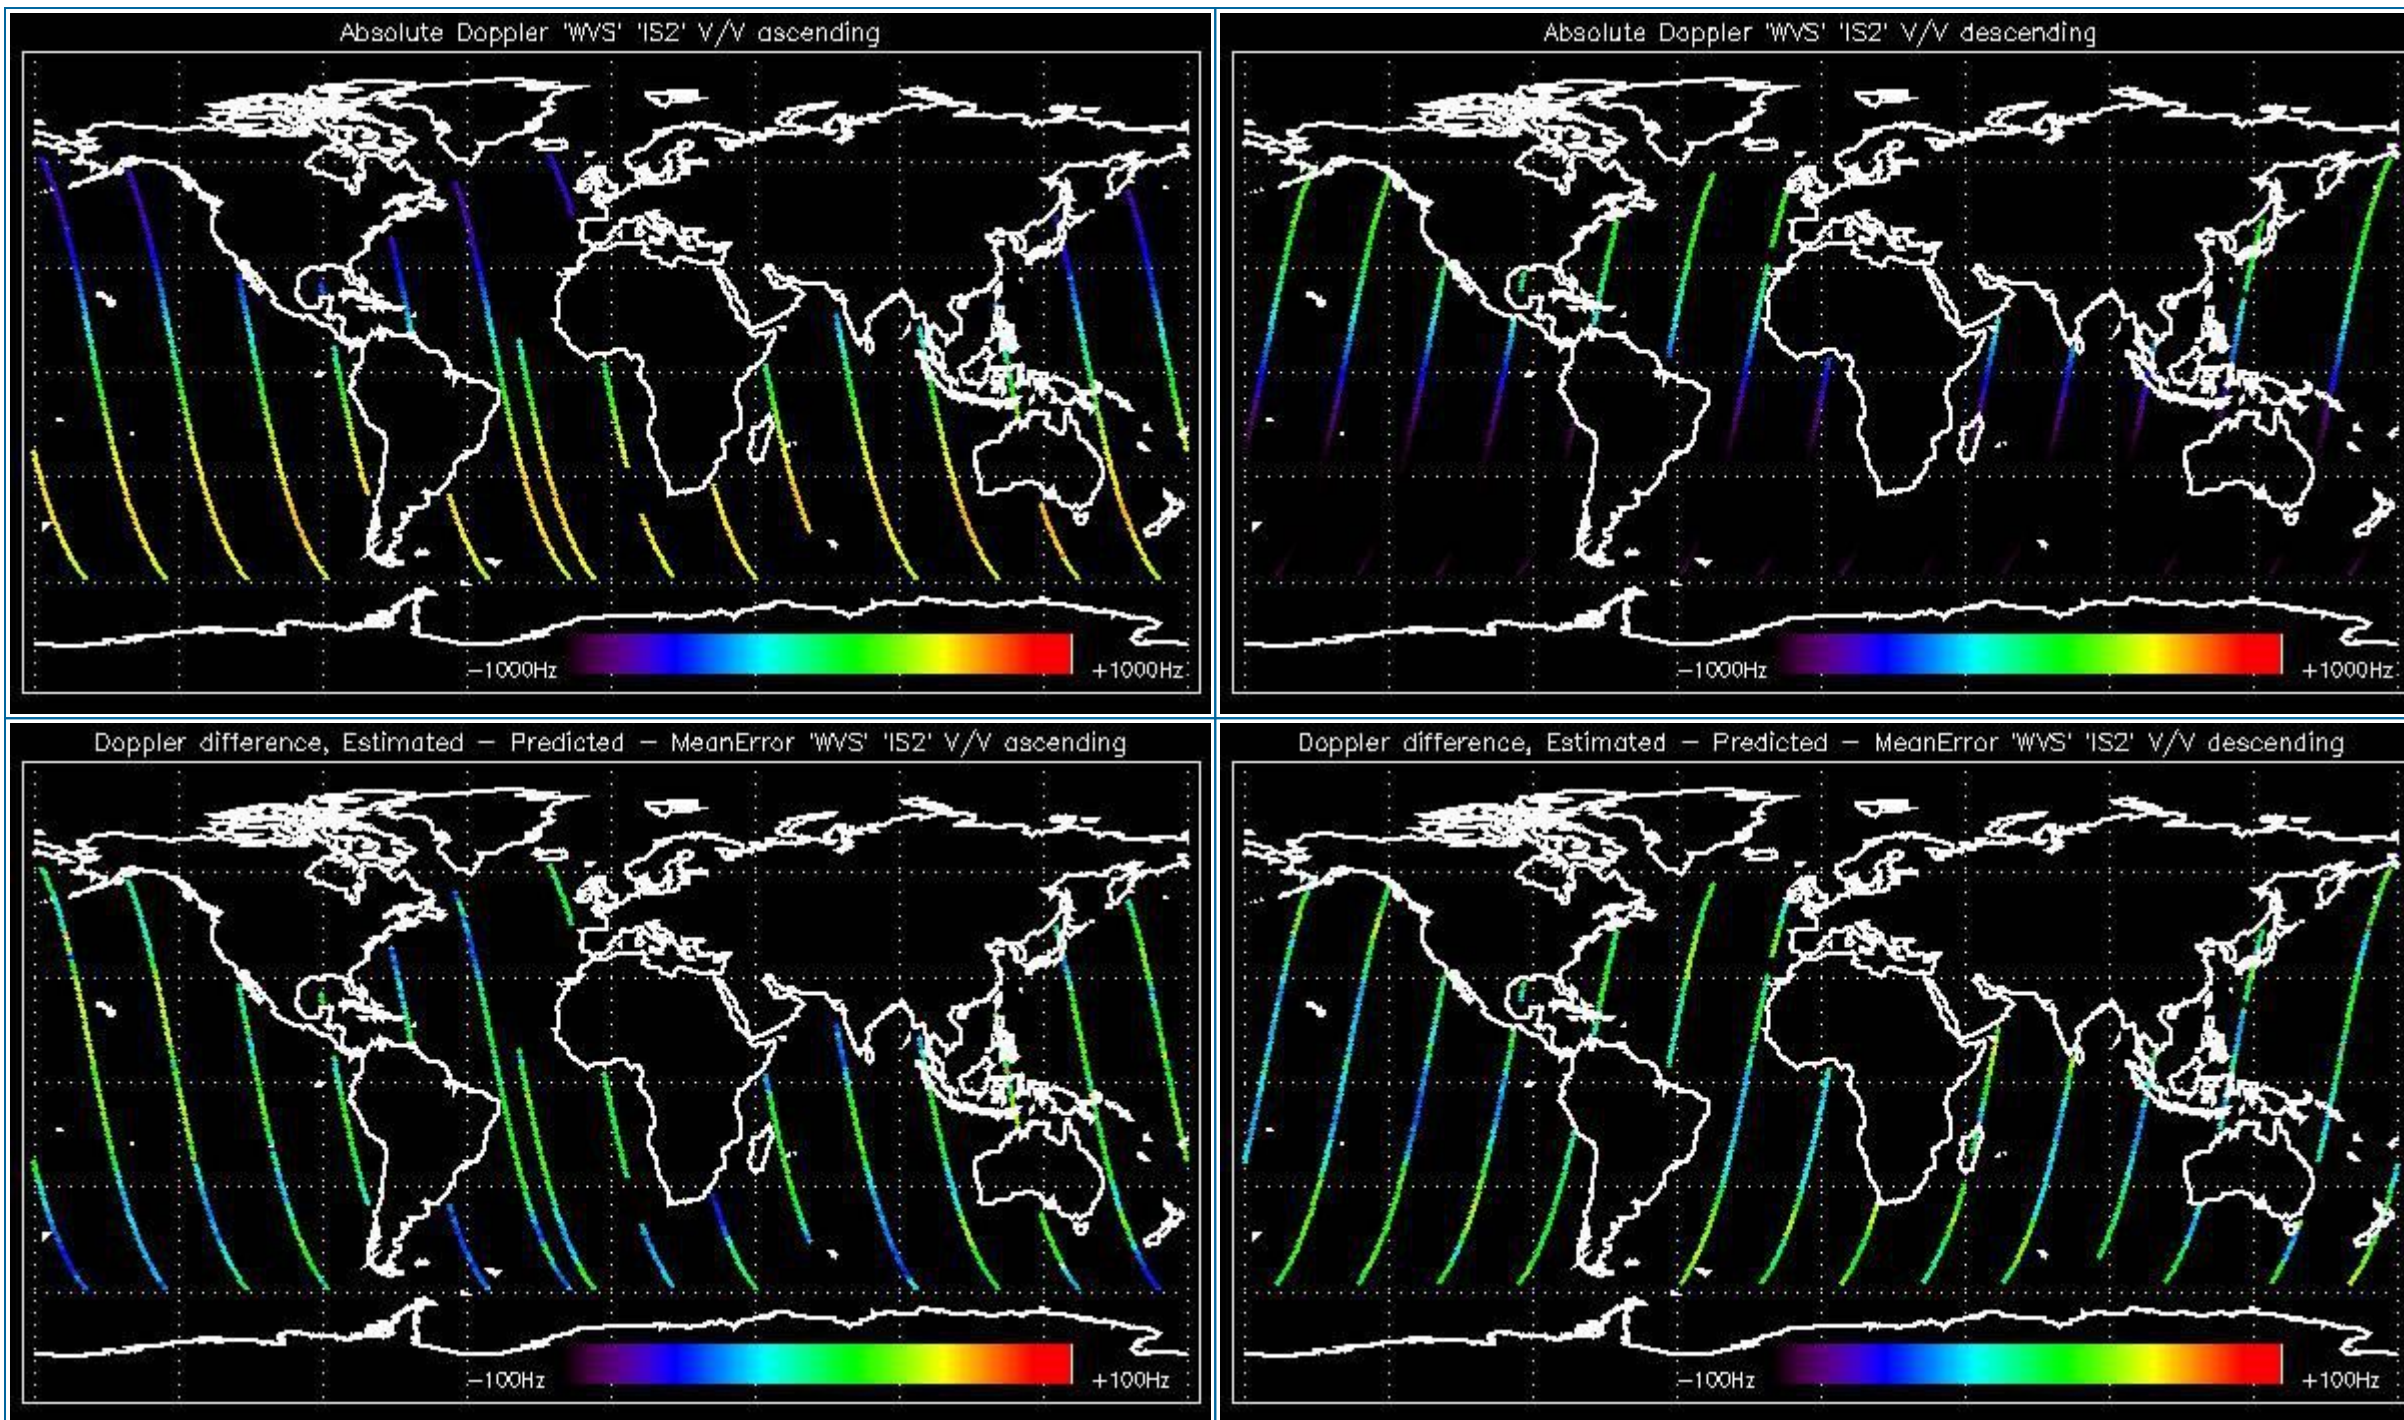 Absolute Doppler 'WVS' 'IS2' V/V ascending
-1000Hz
+1000Hz
Absolute Doppler 'WVS' 'IS2' V/V descending
-1000Hz
+1000Hz
Doppler difference, Estimated - Predicted - MeanError 'WVS' 'IS2' V/V ascending
-100Hz
+100Hz
Doppler difference, Estimated - Predicted - MeanError 'WVS' 'IS2' V/V descending
-100Hz
+100Hz